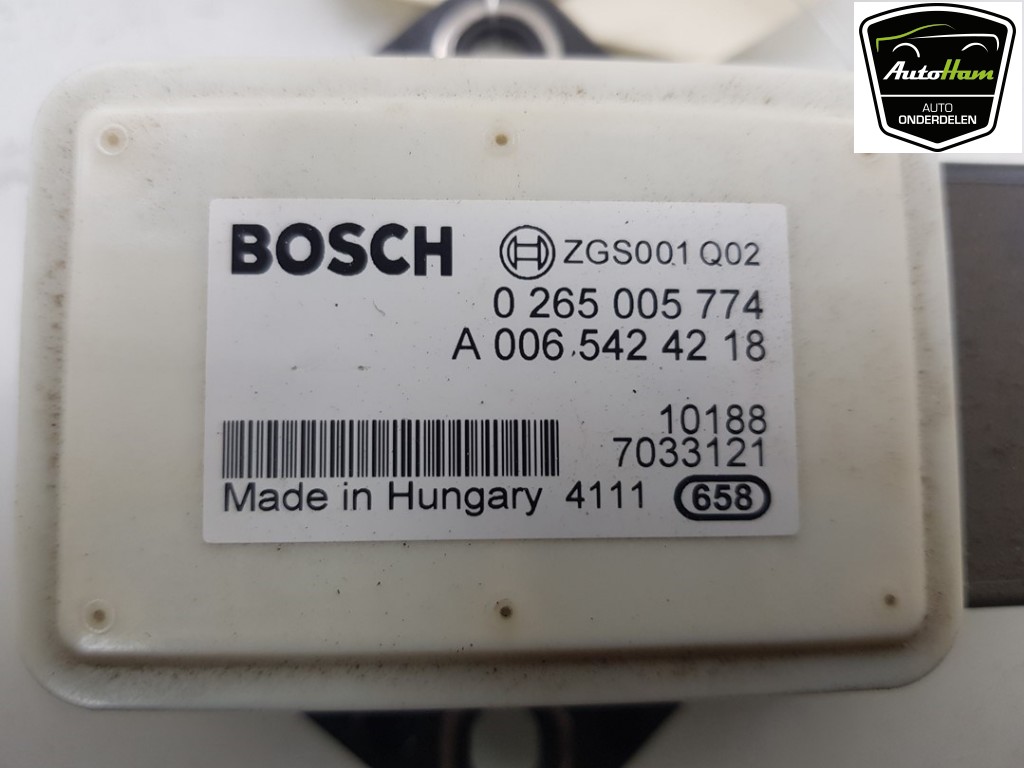 AutoHam
AUTO
ONDERDELEN
BOSCH ZGS001 Q02
0 265 005 774
A 006 542 42 18
10188
7033121
Made in Hungary 4111 658